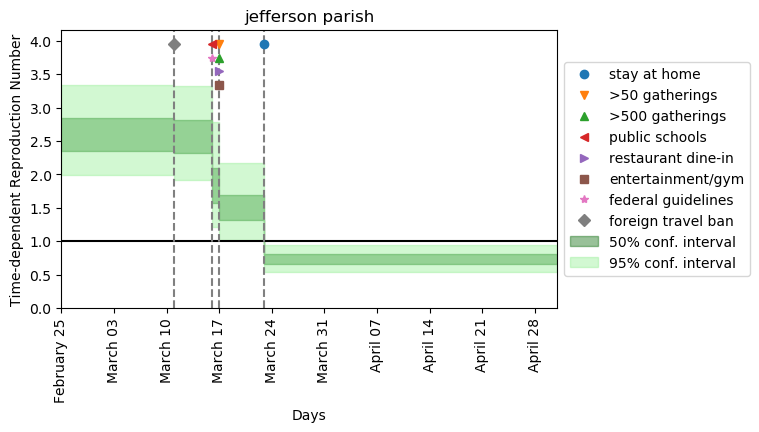 jefferson parish
Time-dependent Reproduction Number
4.0
3.5
3.0
2.5
2.0
1.5
1.0
0.5
0.0
February 25
March 03
March 10
March 17
March 24
March 31
April 07
April 14
April 21
April 28
Days
stay at home
>50 gatherings
>500 gatherings
public schools
restaurant dine-in
entertainment/gym
federal guidelines
foreign travel ban
50% conf. interval
95% conf. interval